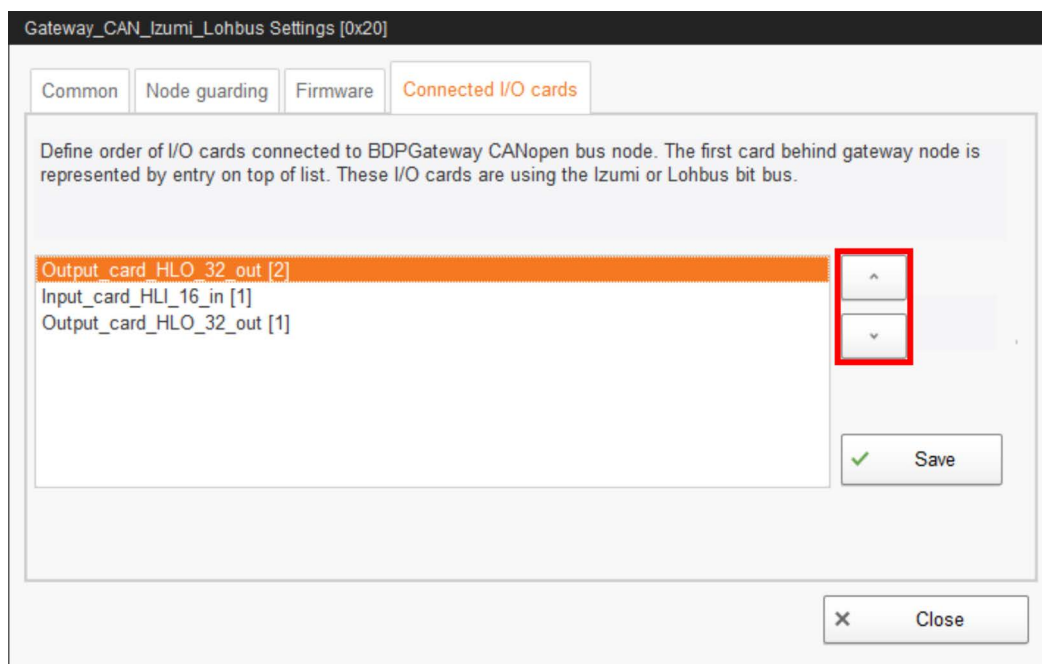 Gateway_CAN_Izumi_Lohbus Settings [0x20]
Common
Node guarding
Firmware
Connected I/O cards
Define order of I/O cards connected to BDPGateway CANopen bus node. The first card behind gateway node is
represented by entry on top of list. These I/O cards are using the Izumi or Lohbus bit bus.
Output_card_HLO_32_out [2]
Input_card_HLI_16_in [1]
Output_card_HLO_32_out [1]
Save
Close